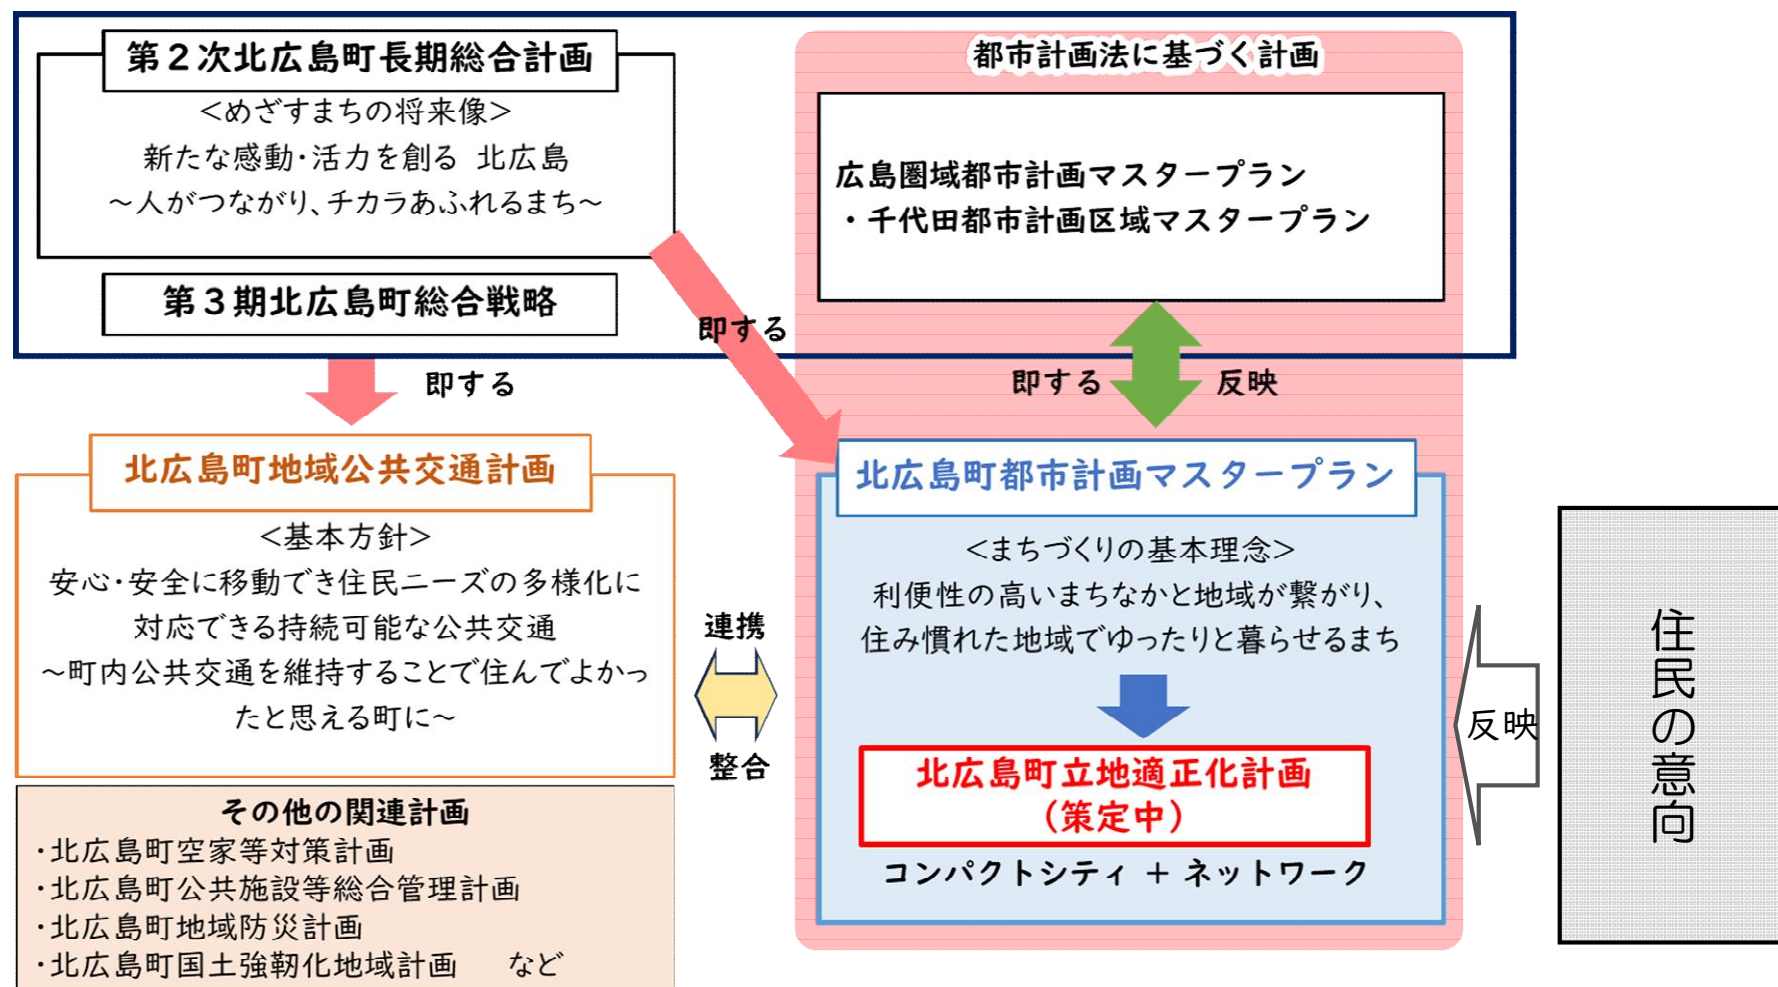 第２次北広島町長期総合計画
＜めざすまちの将来像＞
新たな感動・活力を創る 北広島
～人がつながり、チカラあふれるまち～
第３期北広島町総合戦略
都市計画法に基づく計画
広島圏域都市計画マスタープラン
・千代田都市計画区域マスタープラン
即する
即する
即する
反映
北広島町地域公共交通計画
＜基本方針＞
安心・安全に移動でき住民ニーズの多様化に
対応できる持続可能な公共交通
～町内公共交通を維持することで住んでよかっ
たと思える町に～
連携
整合
北広島町都市計画マスタープラン
＜まちづくりの基本理念＞
利便性の高いまちなかと地域が繋がり、
住み慣れた地域でゆったりと暮らせるまち
北広島町立地適正化計画
（策定中）
コンパクトシティ ＋ ネットワーク
反映
住民の意向
その他の関連計画
・北広島町空家等対策計画
・北広島町公共施設等総合管理計画
・北広島町地域防災計画
・北広島町国土強靭化地域計画 など